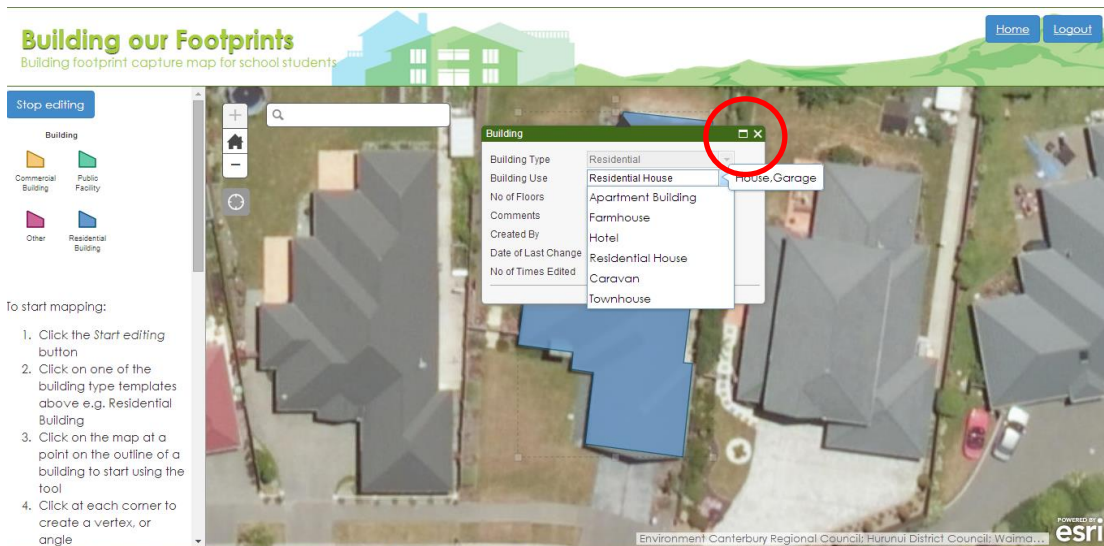 Building our Footprints
Building footprint capture map for school students
Home
Logout
Stop editing
Building
Commercial
Building
Public
Facility
Other
Residential
Building
To start mapping:
1. Click the Start editing
button
2. Click on one of the
building type templates
above e.g. Residential
Building
3. Click on the map at a
point on the outline of a
building to start using the
tool
4. Click at each corner to
create a vertex, or
angle
Building
Building Type
Residential
Building Use
Residential House
House,Garage
No of Floors
Comments
Created By
Date of Last Change
No of Times Edited
Apartment Building
Farmhouse
Hotel
Residential House
Caravan
Townhouse
Environment Canterbury Regional Council; Hurunui District Council; Waima...
POWERED BY
esri